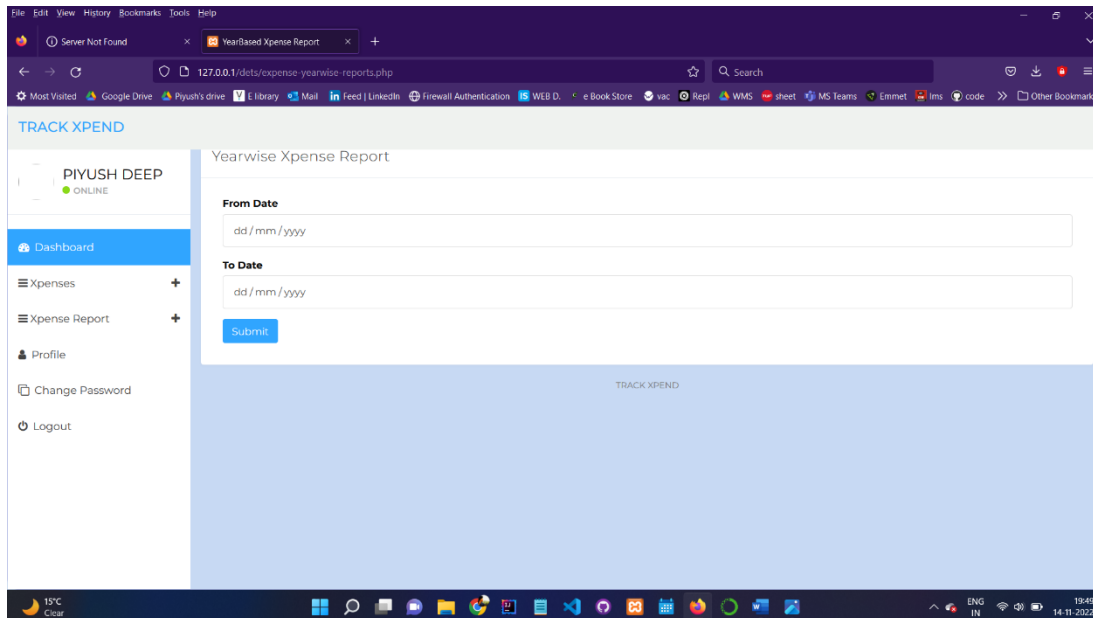 File Edit View History Bookmarks Tools Help
Server Not Found
YearBased Xpense Report
127.0.0.1/dets/expense-yearwise-reports.php
Search
Most Visited Google Drive Piyush's drive E library Mail Feed | LinkedIn Firewall Authentication WEB D. e Book Store vac Repl WMS sheet MS Teams Emmet lms code Other Bookmark
TRACK XPEND
PIYUSH DEEP
ONLINE
Dashboard
Xpenses
Xpense Report
Profile
Change Password
Logout
Yearwise Xpense Report
From Date
dd / mm / yyyy
To Date
dd / mm / yyyy
Submit
TRACK XPEND
15°C
Clear
ENG
IN
19:49
14-11-2022